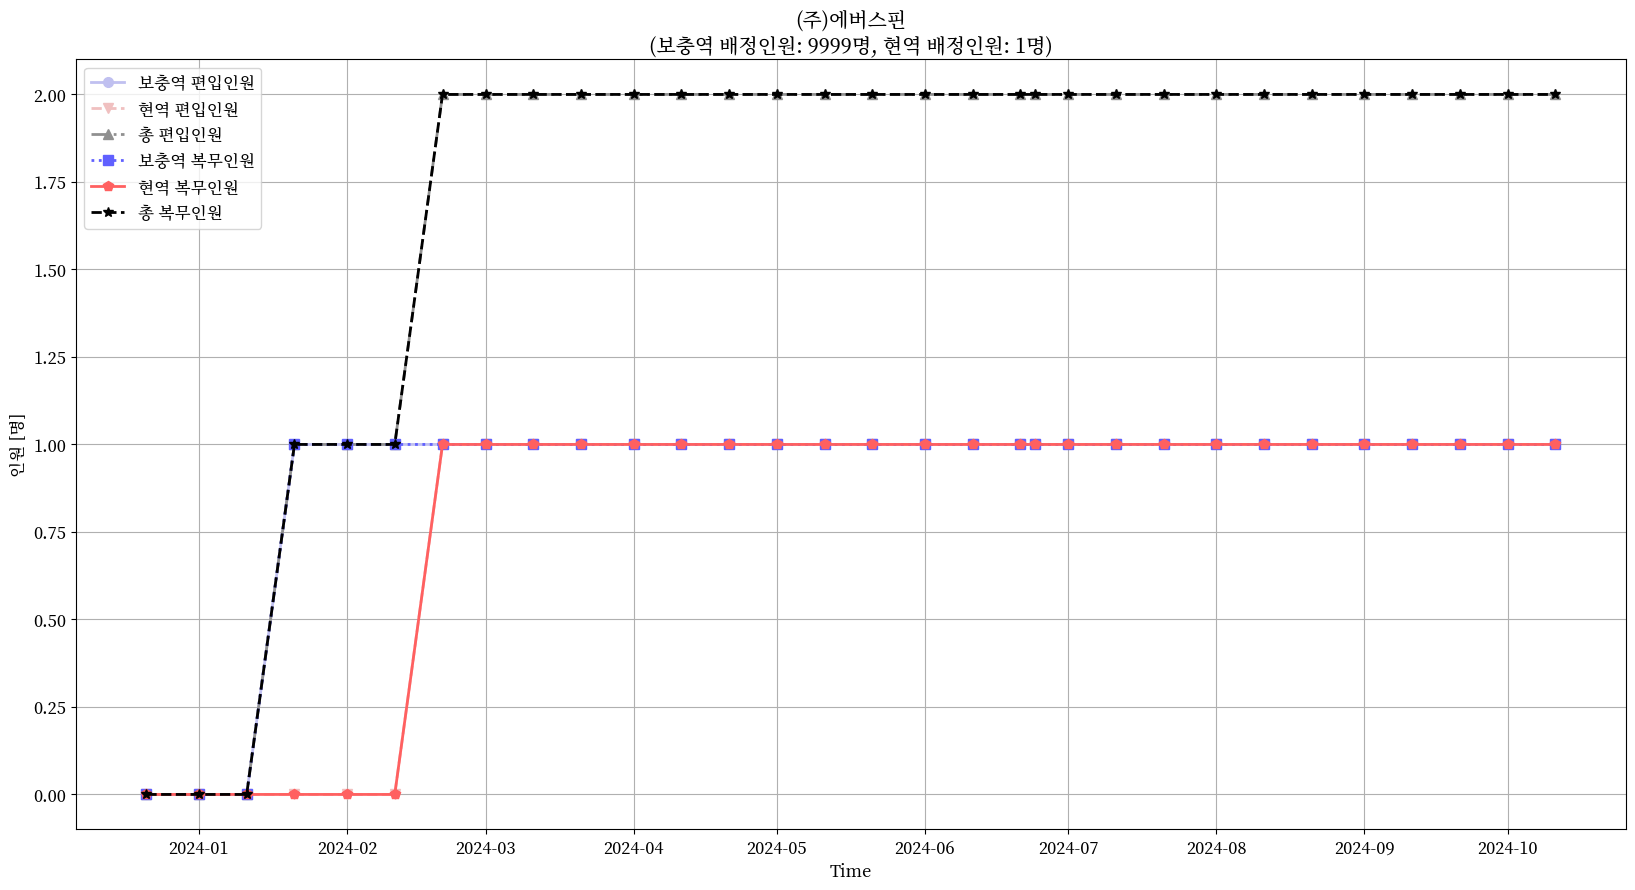 (주)에버스핀
(보충역 배정인원: 9999명, 현역 배정인원: 1명)
보충역 편입인원
현역 편입인원
총 편입인원
보충역 복무인원
현역 복무인원
총 복무인원
인원 [명]
2.00
1.75
1.50
1.25
1.00
0.75
0.50
0.25
0.00
2024-01 2024-02 2024-03 2024-04 2024-05 2024-06 2024-07 2024-08 2024-09 2024-10
Time